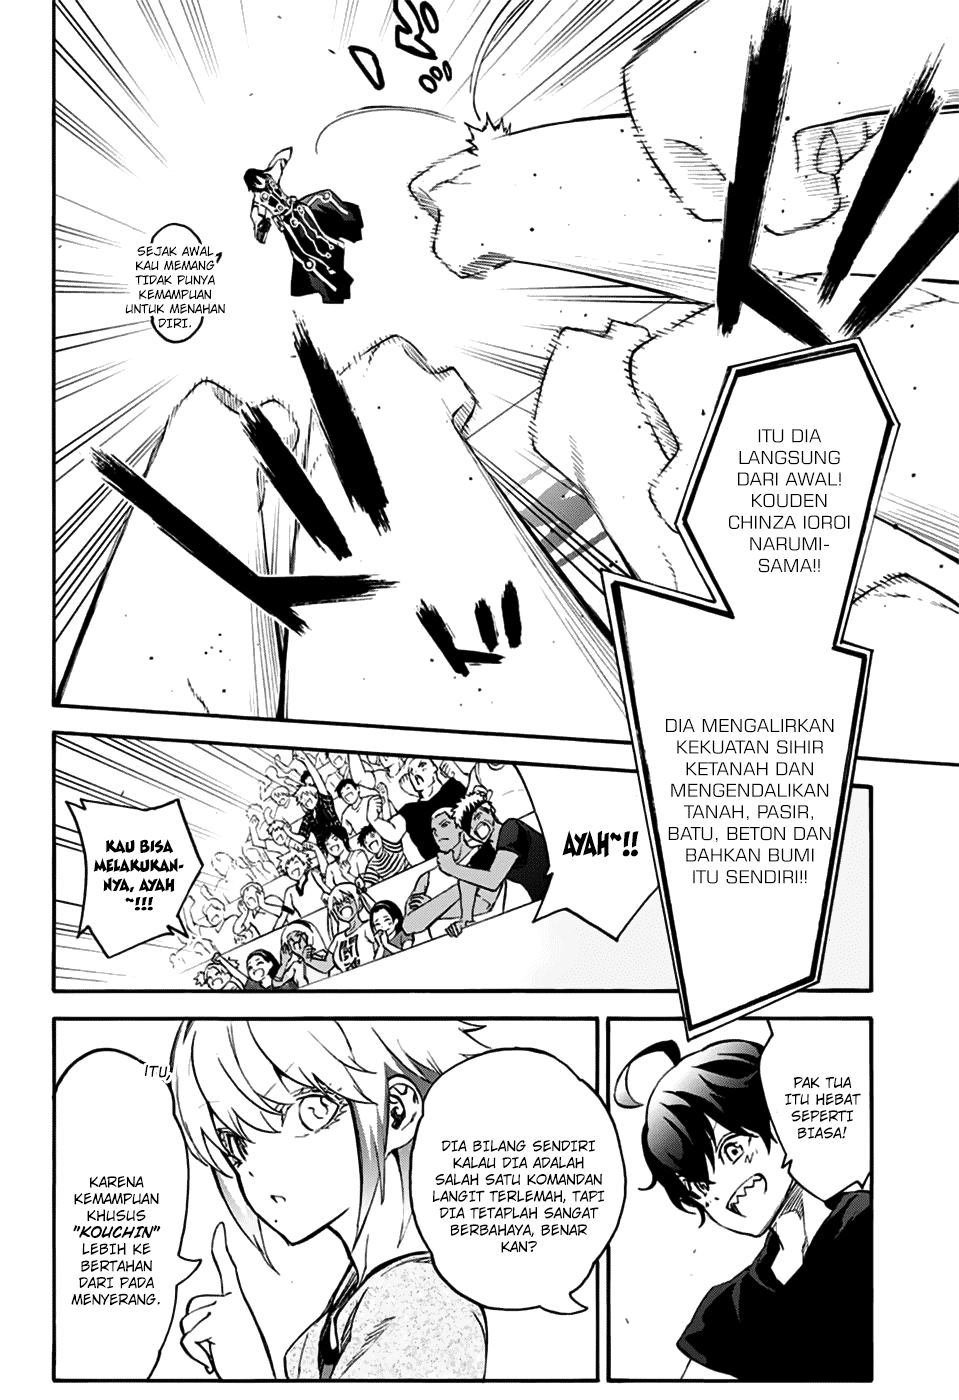 ITU DIA
LANGSUNG
DARI AWAL!
KOUDEN
CHINZA IOROI
NARUMI-
SAMA!!
DIA MENGALIRKAN
KEKUATAN SIHIR
KETANAH DAN
MENGENDALIKAN
TANAH, PASIR,
BATU, BETON DAN
BAHKAN BUMI
ITU SENDIRI!!
SEJAK AWAL,
KAU MEMANG
TIDAK PUNYA
KEMAMPUAN
UNTUK MENAHAN
DIRI.
AYAH~!!
KAU BISA
MELAKUKAN-
NYA, AYAH
~!!!
PAK TUA
ITU HEBAT
SEPERTI
BIASA!
DIA BILANG SENDIRI
KALAU DIA ADALAH
SALAH SATU KOMANDAN
LANGIT TERLEMAH, TAPI
DIA TETAPLAH SANGAT
BERBAHAYA, BENAR
KAN?
ITU,
KARENA
KEMAMPUAN
KHUSUS
"KOUCHIN"
LEBIH KE
BERTAHAN
DARI PADA
MENYERANG.